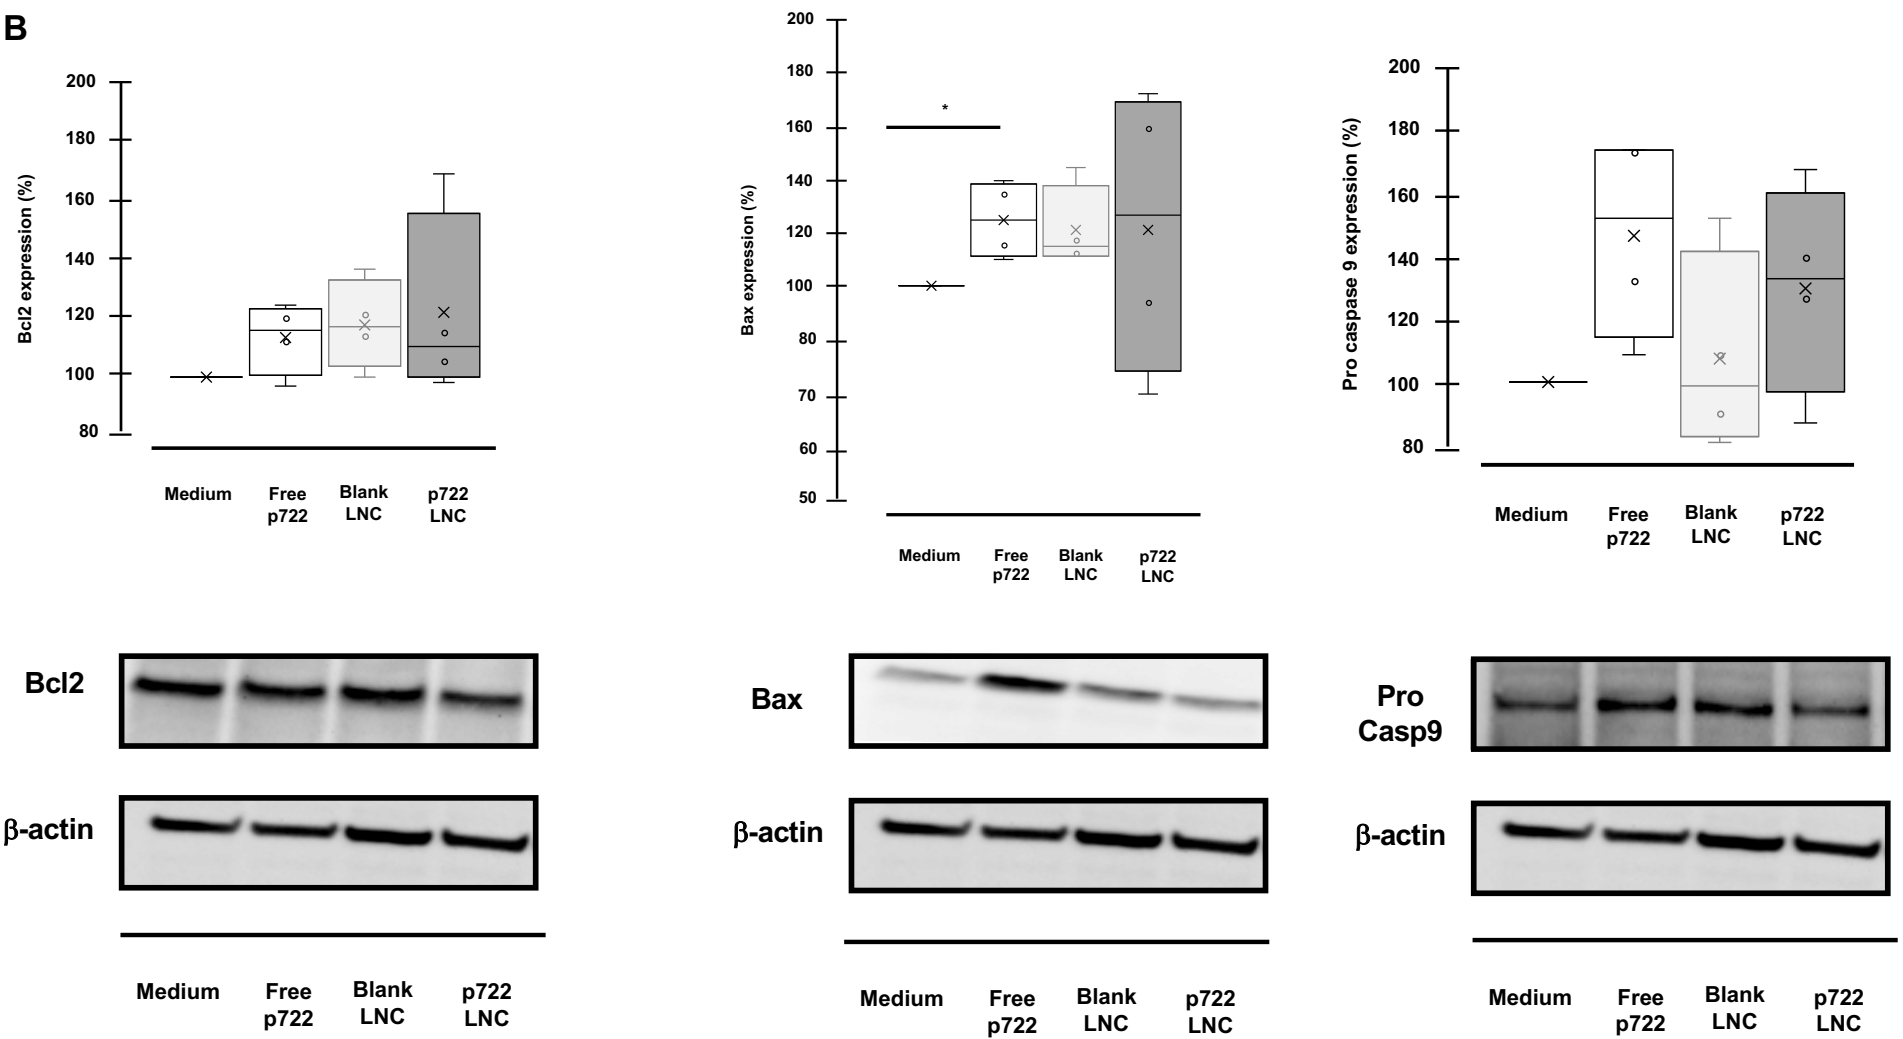 B
Bcl2 expression (%)
200
180
160
140
120
100
80
Medium
Free
p722
Blank
LNC
p722
LNC
Bax expression (%)
200
180
160
140
120
100
80
70
60
50
*
Medium
Free
p722
Blank
LNC
p722
LNC
Pro caspase 9 expression (%)
200
180
160
140
120
100
80
Medium
Free
p722
Blank
LNC
p722
LNC
Bcl2
β-actin
Medium
Free
p722
Blank
LNC
p722
LNC
Bax
β-actin
Medium
Free
p722
Blank
LNC
p722
LNC
Pro
Casp9
β-actin
Medium
Free
p722
Blank
LNC
p722
LNC